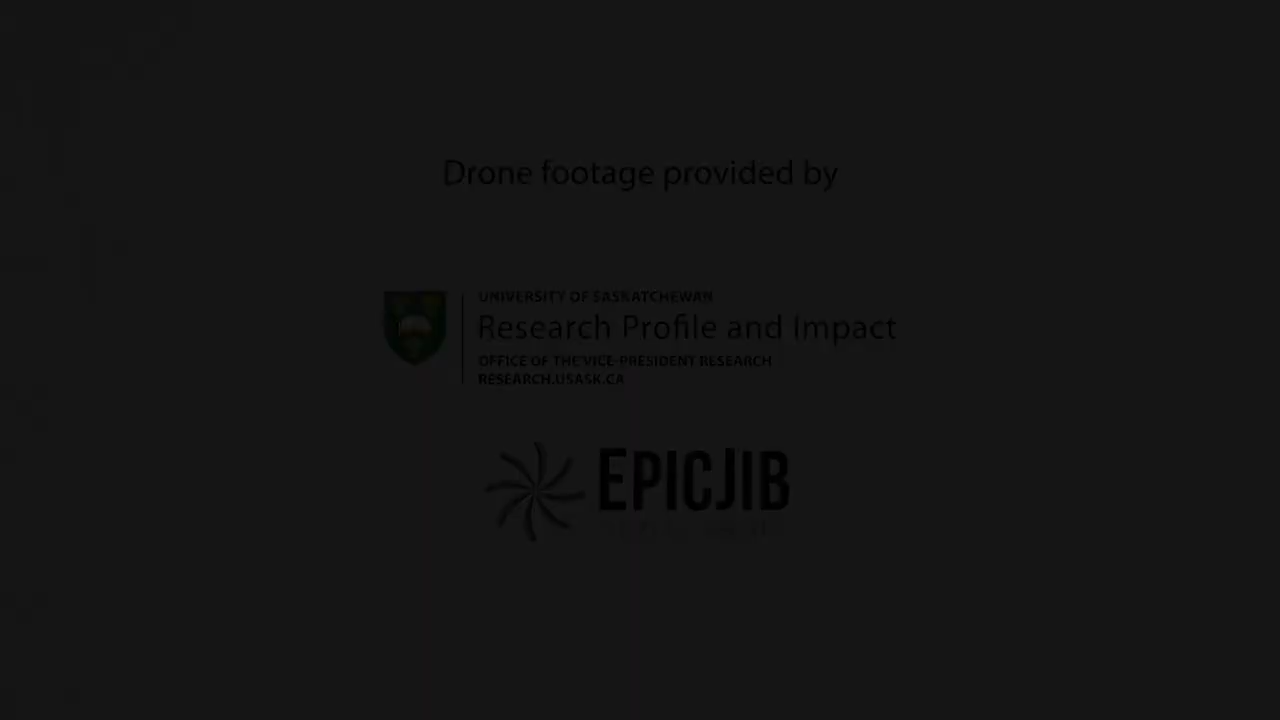 Drone footage provided by
UNIVERSITY OF SASKATCHEWAN
Research Profile and Impact
OFFICE OF THE VICE-PRESIDENT RESEARCH
RESEARCH.USASK.CA
EPICJIB